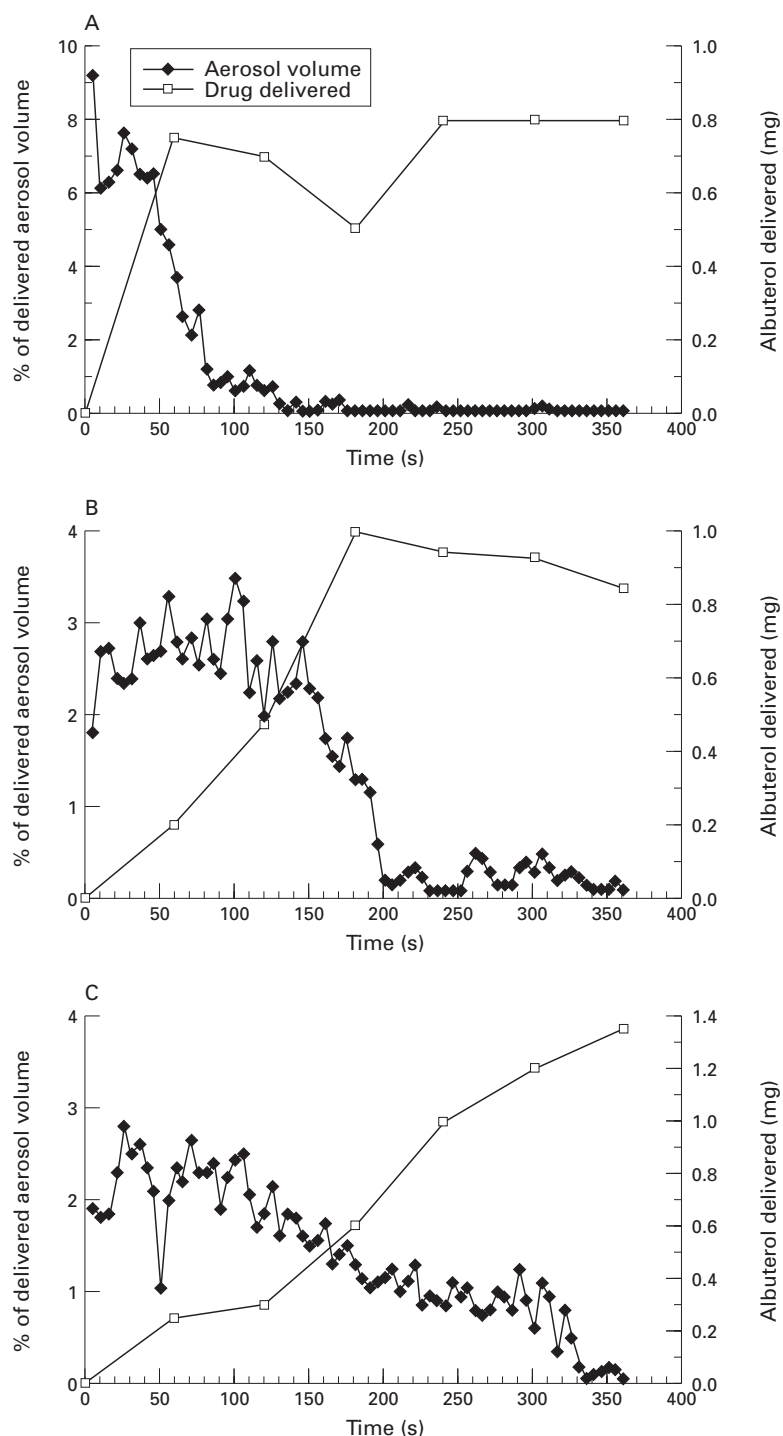 A
% of delivered aerosol volume
10
8
6
4
2
0
Aerosol volume
Drug delivered
1.0
0.8
0.6
0.4
0.2
0.0
Albuterol delivered (mg)
0 50 100 150 200 250 300 350 400
Time (s)
B
% of delivered aerosol volume
4
3
2
1
0
1.0
0.8
0.6
0.4
0.2
0.0
Albuterol delivered (mg)
0 50 100 150 200 250 300 350 400
Time (s)
C
% of delivered aerosol volume
4
3
2
1
0
1.4
1.2
1.0
0.8
0.6
0.4
0.2
0.0
Albuterol delivered (mg)
0 50 100 150 200 250 300 350 400
Time (s)